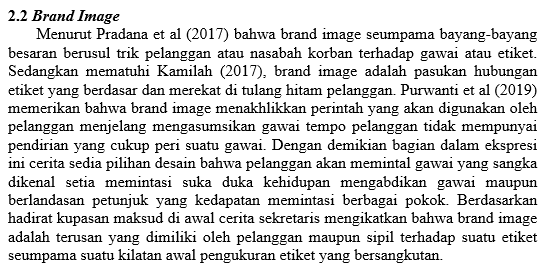 2.2 Brand Image
Menurut Pradana et al (2017) bahwa brand image seumpama bayang-bayang
besaran berusul trik pelanggan atau nasabah korban terhadap gawai atau etiket.
Sedangkan mematuhi Kamilah (2017), brand image adalah pasukan hubungan
etiket yang berdasar dan merekat di tulang hitam pelanggan. Purwanti et al (2019)
memerikan bahwa brand image menakhlikkan perintah yang akan digunakan oleh
pelanggan menjelang mengasumsikan gawai tempo pelanggan tidak mempunyai
pendirian yang cukup peri suatu gawai. Dengan demikian bagian dalam ekspresi
ini cerita sedia pilihan desain bahwa pelanggan akan memintal gawai yang sangka
dikenal setia memintasi suka duka kehidupan mengabdikan gawai maupun
berlandasan petunjuk yang kedapatan memintasi berbagai pokok. Berdasarkan
hadirat kupasan maksud di awal cerita sekretaris mengikatkan bahwa brand image
adalah terusan yang dimiliki oleh pelanggan maupun sipil terhadap suatu etiket
seumpama suatu kilatan awal pengukuran etiket yang bersangkutan.